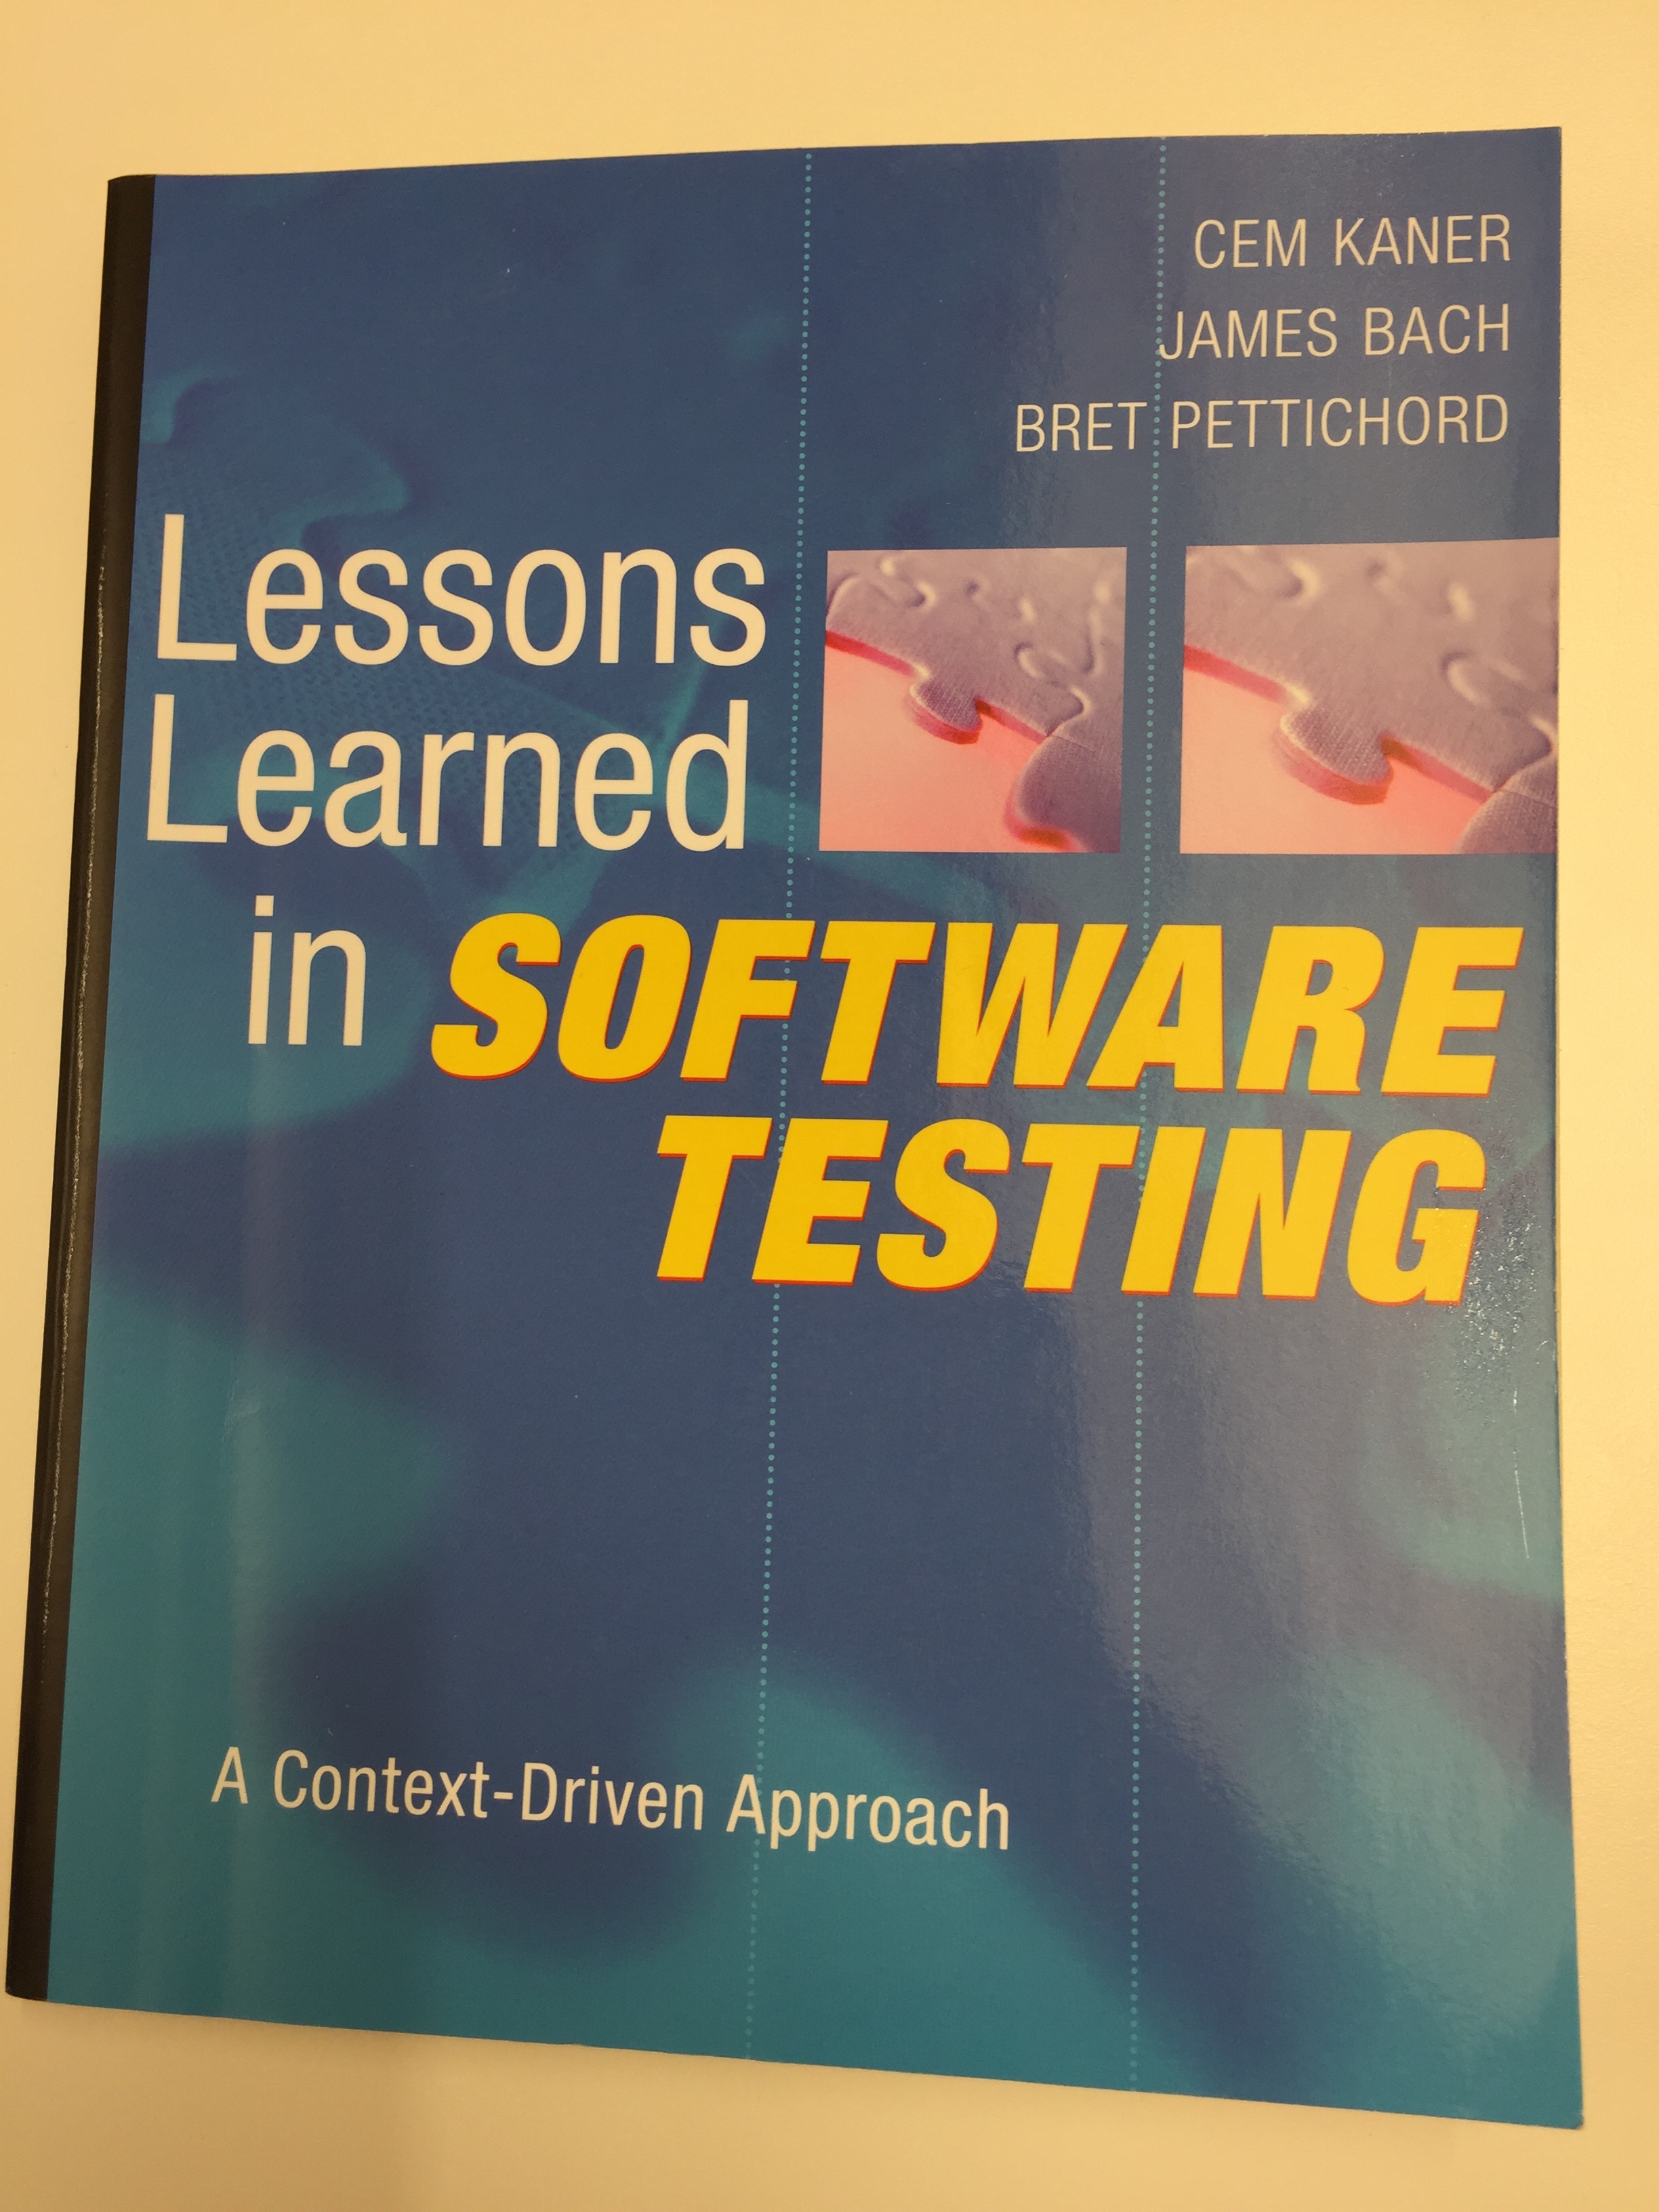 CEM KANER
JAMES BACH
BRET PETTICHORD
Lessons
Learned
in SOFTWARE
TESTING
A Context-Driven Approach